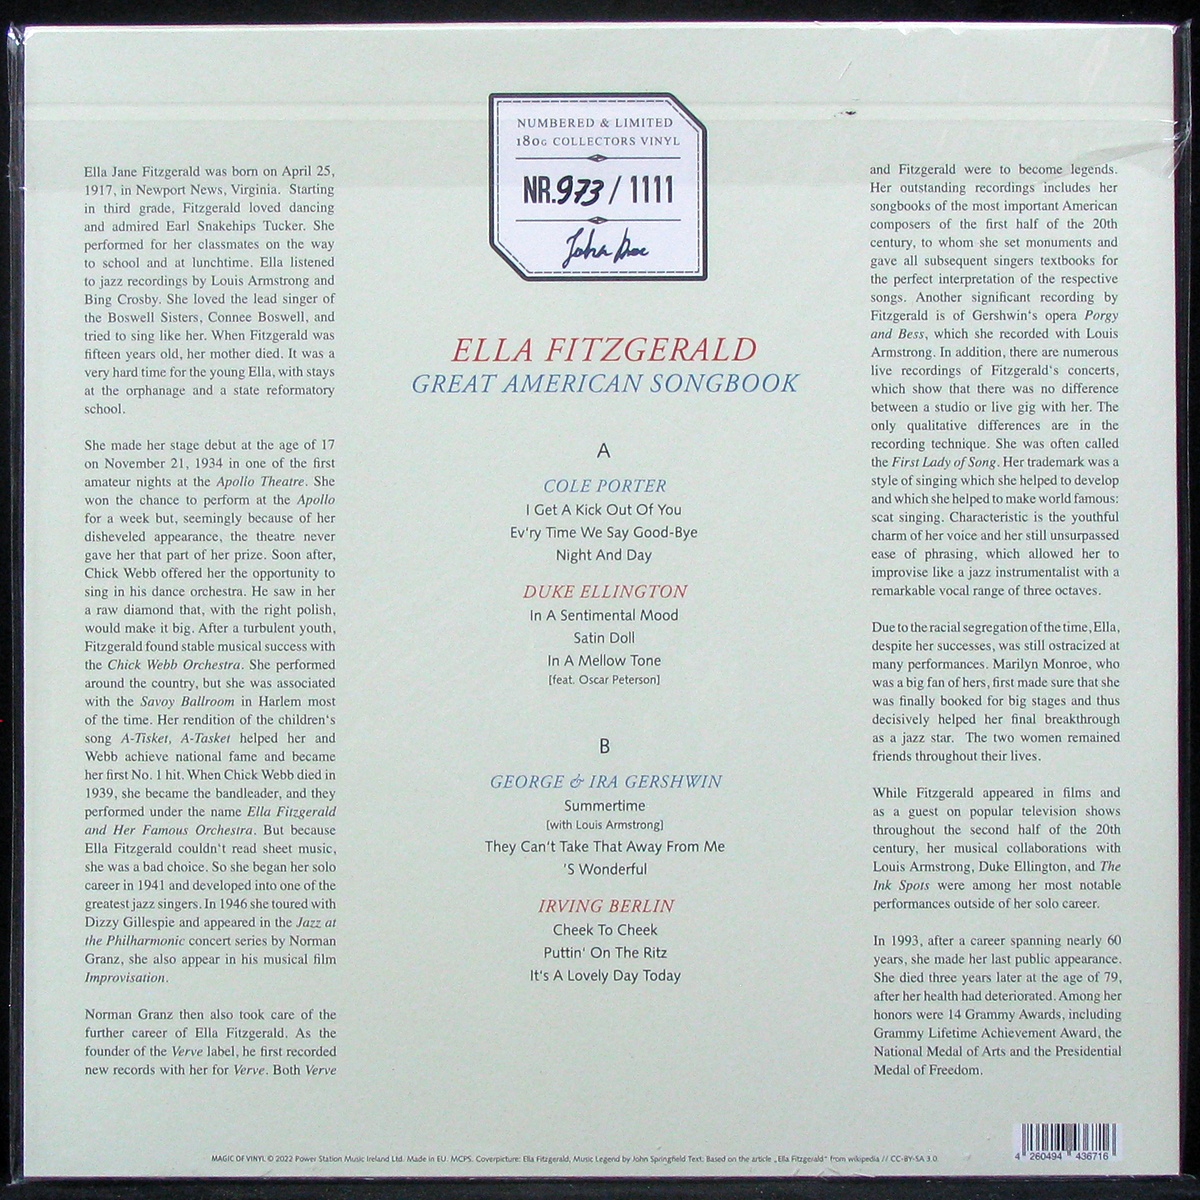 NUMBERED & LIMITED
180G COLLECTORS VINYL
NR.973 / 1111
John Doe
Ella Jane Fitzgerald was born on April 25,
1917, in Newport News, Virginia. Starting
in third grade, Fitzgerald loved dancing
and admired Earl Snakehips Tucker. She
performed for her classmates on the way
to school and at lunchtime. Ella listened
to jazz recordings by Louis Armstrong and
Bing Crosby. She loved the lead singer of
the Boswell Sisters, Connee Boswell, and
tried to sing like her. When Fitzgerald was
fifteen years old, her mother died. It was a
very hard time for the young Ella, with stays
at the orphanage and a state reformatory
school.
She made her stage debut at the age of 17
on November 21, 1934 in one of the first
amateur nights at the Apollo Theatre. She
won the chance to perform at the Apollo
for a week but, seemingly because of her
disheveled appearance, the theatre never
gave her that part of her prize. Soon after,
Chick Webb offered her the opportunity to
sing in his dance orchestra. He saw in her
a raw diamond that, with the right polish,
would make it big. After a turbulent youth,
Fitzgerald found stable musical success with
the Chick Webb Orchestra. She performed
around the country, but she was associated
with the Savoy Ballroom in Harlem most
of the time. Her rendition of the children's
song A-Tisket, A-Tasket helped her and
Webb achieve national fame and became
her first No. 1 hit. When Chick Webb died in
1939, she became the bandleader, and they
performed under the name Ella Fitzgerald
and Her Famous Orchestra. But because
Ella Fitzgerald couldn't read sheet music,
she was a bad choice. So she began her solo
career in 1941 and developed into one of the
greatest jazz singers. In 1946 she toured with
Dizzy Gillespie and appeared in the Jazz at
the Philharmonic concert series by Norman
Granz, she also appear in his musical film
Improvisation.
Norman Granz then also took care of the
further career of Ella Fitzgerald. As the
founder of the Verve label, he first recorded
new records with her for Verve. Both Verve
ELLA FITZGERALD
GREAT AMERICAN SONGBOOK
A
COLE PORTER
I Get A Kick Out Of You
Ev'ry Time We Say Good-Bye
Night And Day
DUKE ELLINGTON
In A Sentimental Mood
Satin Doll
In A Mellow Tone
[feat. Oscar Peterson]
B
GEORGE & IRA GERSHWIN
Summertime
[with Louis Armstrong]
They Can't Take That Away From Me
'S Wonderful
IRVING BERLIN
Cheek To Cheek
Puttin' On The Ritz
It's A Lovely Day Today
and Fitzgerald were to become legends.
Her outstanding recordings includes her
songbooks of the most important American
composers of the first half of the 20th
century, to whom she set monuments and
gave all subsequent singers textbooks for
the perfect interpretation of the respective
songs. Another significant recording by
Fitzgerald is of Gershwin's opera Porgy
and Bess, which she recorded with Louis
Armstrong. In addition, there are numerous
live recordings of Fitzgerald's concerts,
which show that there was no difference
between a studio or live gig with her. The
only qualitative differences are in the
recording technique. She was often called
the First Lady of Song. Her trademark was a
style of singing which she helped to develop
and which she helped to make world famous:
scat singing. Characteristic is the youthful
charm of her voice and her still unsurpassed
ease of phrasing, which allowed her to
improvise like a jazz instrumentalist with a
remarkable vocal range of three octaves.
Due to the racial segregation of the time, Ella,
despite her successes, was still ostracized at
many performances. Marilyn Monroe, who
was a big fan of hers, first made sure that she
was finally booked for big stages and thus
decisively helped her final breakthrough
as a jazz star. The two women remained
friends throughout their lives.
While Fitzgerald appeared in films and
as a guest on popular television shows
throughout the second half of the 20th
century, her musical collaborations with
Louis Armstrong, Duke Ellington, and The
Ink Spots were among her most notable
performances outside of her solo career.
In 1993, after a career spanning nearly 60
years, she made her last public appearance.
She died three years later at the age of 79,
after her health had deteriorated. Among her
honors were 14 Grammy Awards, including
Grammy Lifetime Achievement Award, the
National Medal of Arts and the Presidential
Medal of Freedom.
MAGIC OF VINYL © 2022 Power Station Music Ireland Ltd. Made in EU. MCPS. Coverpicture: Ella Fitzgerald, Music Legend by John Springfield Text: Based on the article „Ella Fitzgerald" from wikipedia // CC-BY-SA 3.0.
4 260494 436716